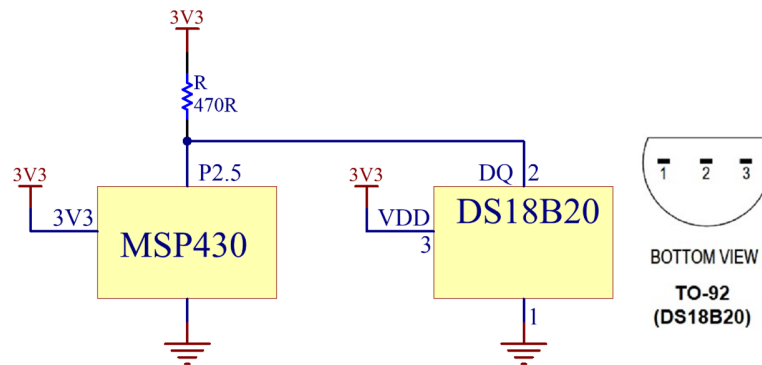 3V3
R
470R
P2.5
3V3
3V3
MSP430
3V3
VDD
3
DQ
2
DS18B20
1
1 2 3
BOTTOM VIEW
TO-92
(DS18B20)